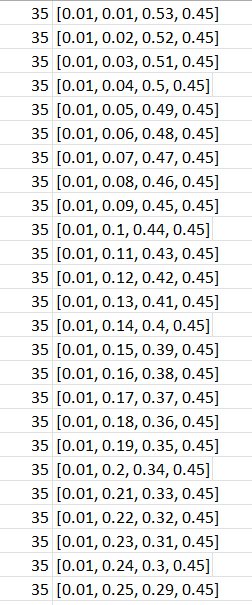 35 [0.01, 0.01, 0.53, 0.45]
35 [0.01, 0.02, 0.52, 0.45]
35 [0.01, 0.03, 0.51, 0.45]
35 [0.01, 0.04, 0.5, 0.45]
35 [0.01, 0.05, 0.49, 0.45]
35 [0.01, 0.06, 0.48, 0.45]
35 [0.01, 0.07, 0.47, 0.45]
35 [0.01, 0.08, 0.46, 0.45]
35 [0.01, 0.09, 0.45, 0.45]
35 [0.01, 0.1, 0.44, 0.45]
35 [0.01, 0.11, 0.43, 0.45]
35 [0.01, 0.12, 0.42, 0.45]
35 [0.01, 0.13, 0.41, 0.45]
35 [0.01, 0.14, 0.4, 0.45]
35 [0.01, 0.15, 0.39, 0.45]
35 [0.01, 0.16, 0.38, 0.45]
35 [0.01, 0.17, 0.37, 0.45]
35 [0.01, 0.18, 0.36, 0.45]
35 [0.01, 0.19, 0.35, 0.45]
35 [0.01, 0.2, 0.34, 0.45]
35 [0.01, 0.21, 0.33, 0.45]
35 [0.01, 0.22, 0.32, 0.45]
35 [0.01, 0.23, 0.31, 0.45]
35 [0.01, 0.24, 0.3, 0.45]
35 [0.01, 0.25, 0.29, 0.45]